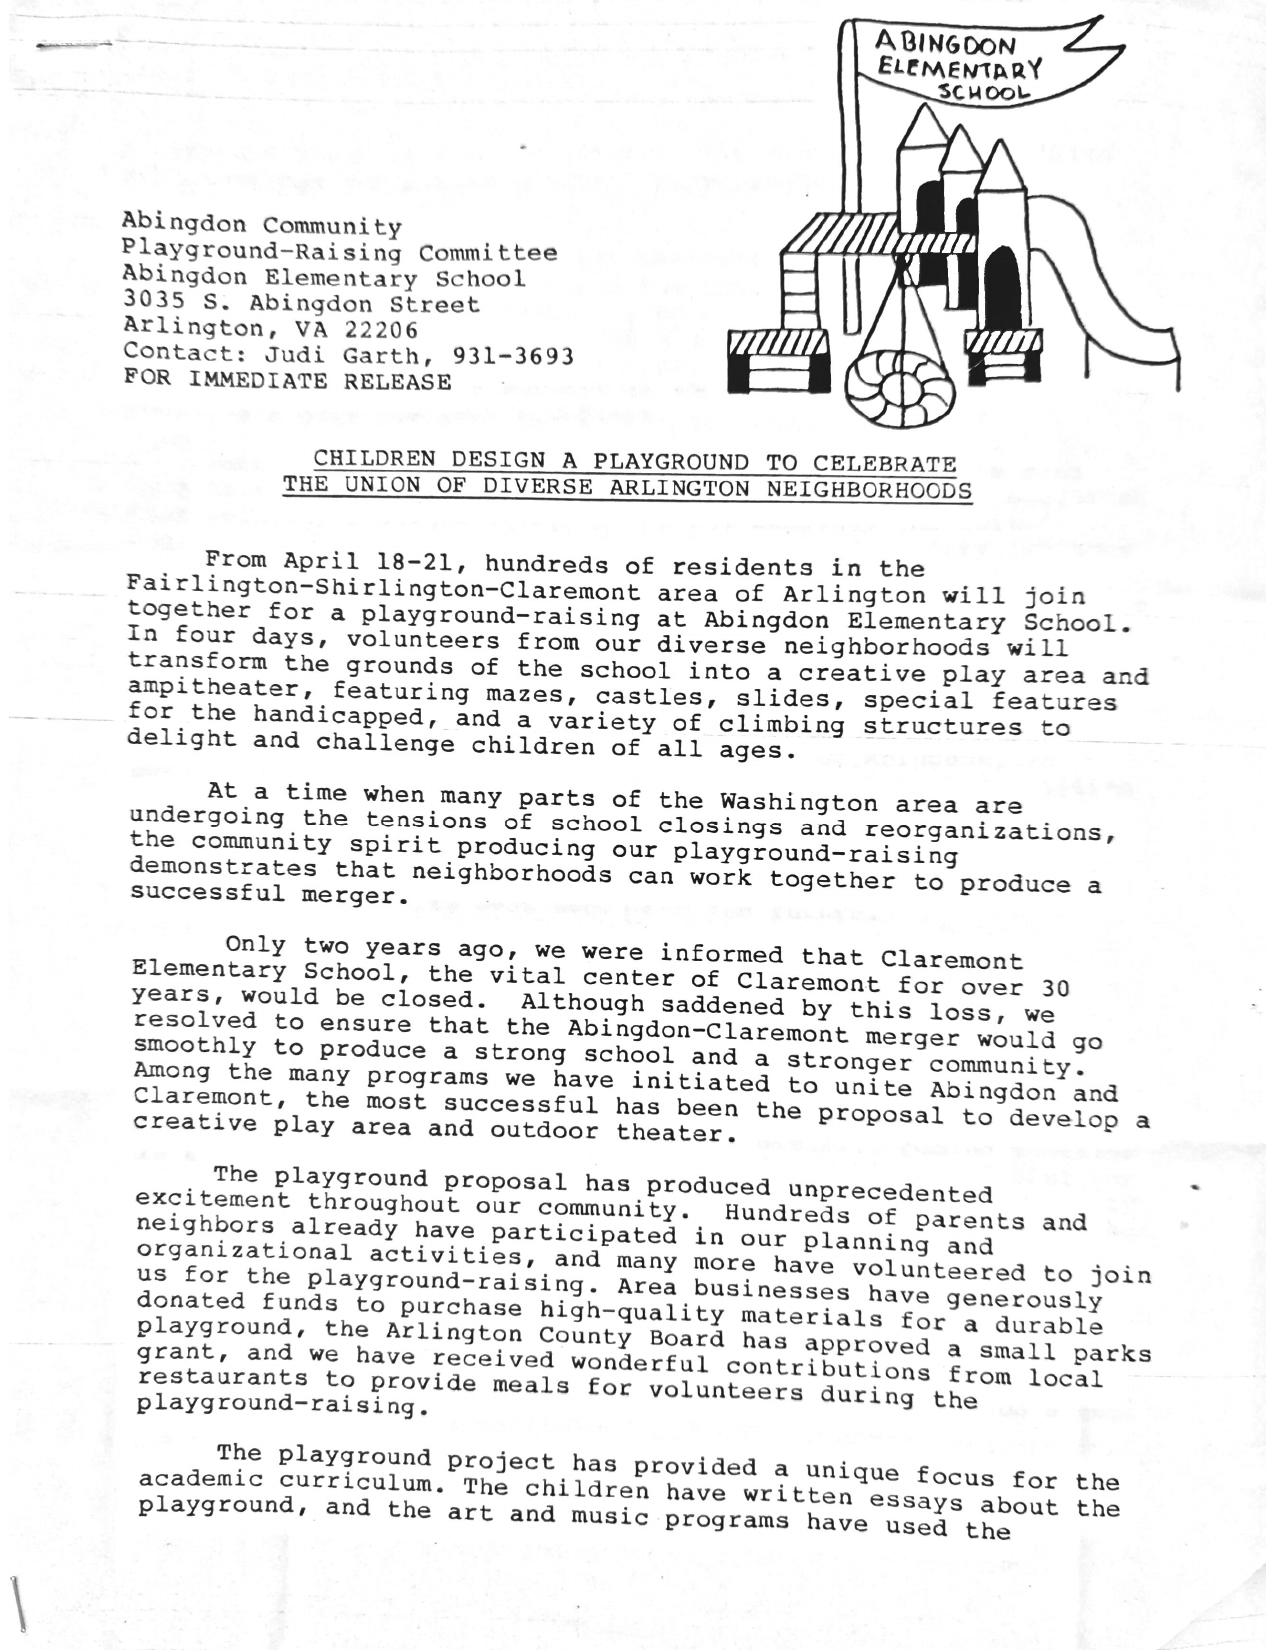 ABINGDON
ELEMENTARY
SCHOOL
Abingdon Community
Playground-Raising Committee
Abingdon Elementary School
3035 S. Abingdon Street
Arlington, VA 22206
Contact: Judi Garth, 931-3693
FOR IMMEDIATE RELEASE
CHILDREN DESIGN A PLAYGROUND TO CELEBRATE
THE UNION OF DIVERSE ARLINGTON NEIGHBORHOODS
From April 18-21, hundreds of residents in the
Fairlington-Shirlington-Claremont area of Arlington will join
together for a playground-raising at Abingdon Elementary School.
In four days, volunteers from our diverse neighborhoods will
transform the grounds of the school into a creative play area and
ampitheater, featuring mazes, castles, slides, special features
for the handicapped, and a variety of climbing structures to
delight and challenge children of all ages.
At a time when many parts of the Washington area are
undergoing the tensions of school closings and reorganizations,
the community spirit producing our playground-raising
demonstrates that neighborhoods can work together to produce a
successful merger.
Only two years ago, we were informed that Claremont
Elementary School, the vital center of Claremont for over 30
years, would be closed.  Although saddened by this loss, we
resolved to ensure that the Abingdon-Claremont merger would go
smoothly to produce a strong school and a stronger community.
Among the many programs we have initiated to unite Abingdon and
Claremont, the most successful has been the proposal to develop a
creative play area and outdoor theater.
The playground proposal has produced unprecedented
excitement throughout our community.  Hundreds of parents and
neighbors already have participated in our planning and
organizational activities, and many more have volunteered to join
us for the playground-raising. Area businesses have generously
donated funds to purchase high-quality materials for a durable
playground, the Arlington County Board has approved a small parks
grant, and we have received wonderful contributions from local
restaurants to provide meals for volunteers during the
playground-raising.
The playground project has provided a unique focus for the
academic curriculum. The children have written essays about the
playground, and the art and music programs have used the